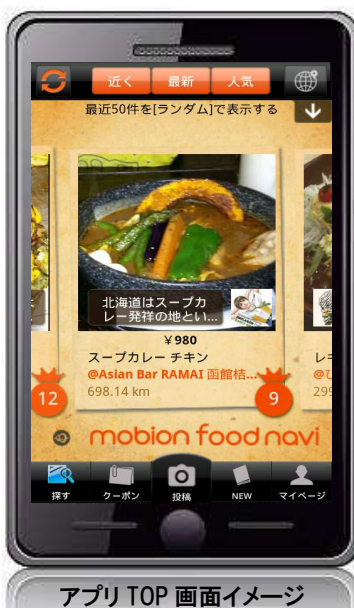 近く 最新 人気
最近50件を[ランダム]で表示する
北海道はスープカ
レー発祥の地とい...
￥980
スープカレー チキン
レキ
@Asian Bar RAMAI 函館桔...
@ひ
698.14 km
299
12
9
mobion food navi
探す クーポン 投稿 NEW マイページ
アプリTOP画面イメージ